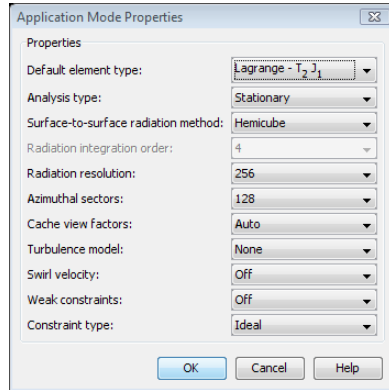 Application Mode Properties
Properties
Default element type: Lagrange - T2 J1
Analysis type: Stationary
Surface-to-surface radiation method: Hemicube
Radiation integration order: 4
Radiation resolution: 256
Azimuthal sectors: 128
Cache view factors: Auto
Turbulence model: None
Swirl velocity: Off
Weak constraints: Off
Constraint type: Ideal
OK Cancel Help